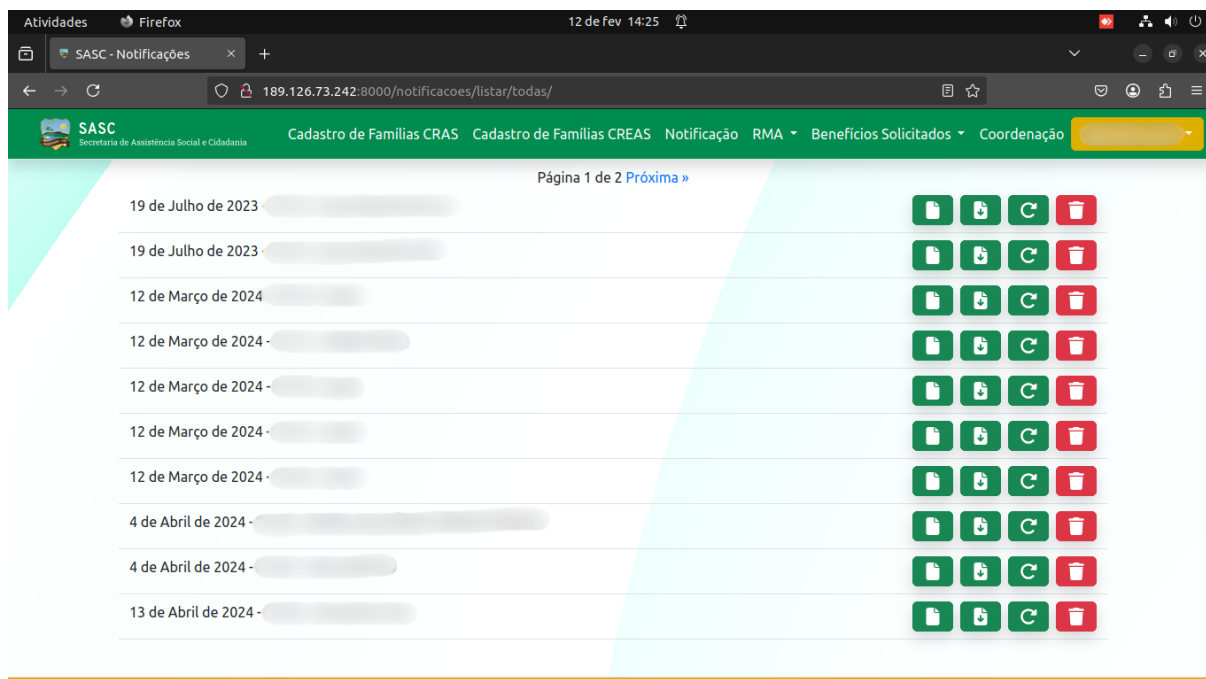 Atividades Firefox 12 de fev 14:25
SASC - Notificações
189.126.73.242:8000/notificacoes/listar/todas/
SASC
Secretaria de Assistência Social e Cidadania
Cadastro de Famílias CRAS Cadastro de Famílias CREAS Notificação RMA Benefícios Solicitados Coordenação
Página 1 de 2 Próxima »
19 de Julho de 2023 -
19 de Julho de 2023 -
12 de Março de 2024
12 de Março de 2024 -
12 de Março de 2024 -
12 de Março de 2024 -
12 de Março de 2024 -
4 de Abril de 2024 -
4 de Abril de 2024 -
13 de Abril de 2024 -